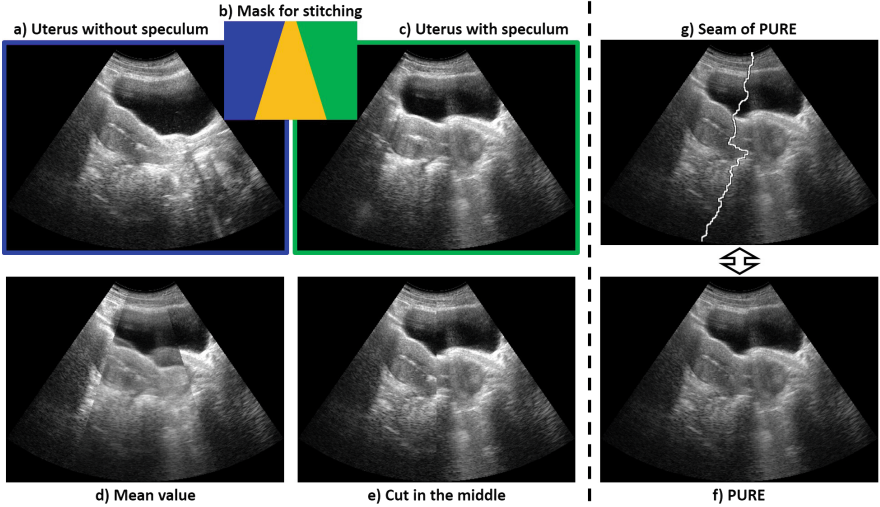 b) Mask for stitching
a) Uterus without speculum
c) Uterus with speculum
g) Seam of PURE
d) Mean value
e) Cut in the middle
f) PURE